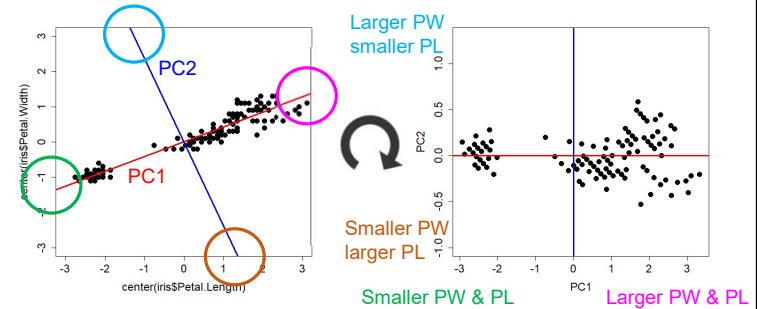 Larger PW
smaller PL
3
2
1
0
-1
-2
-3
center(iris$Petal.Width)
PC2
PC1
-3 -2 -1 0 1 2 3
center(iris$Petal.Length)
1.0
0.5
0.0
-0.5
-1.0
PC2
-3 -2 -1 0 1 2 3
PC1
Smaller PW
larger PL
Smaller PW & PL
Larger PW & PL